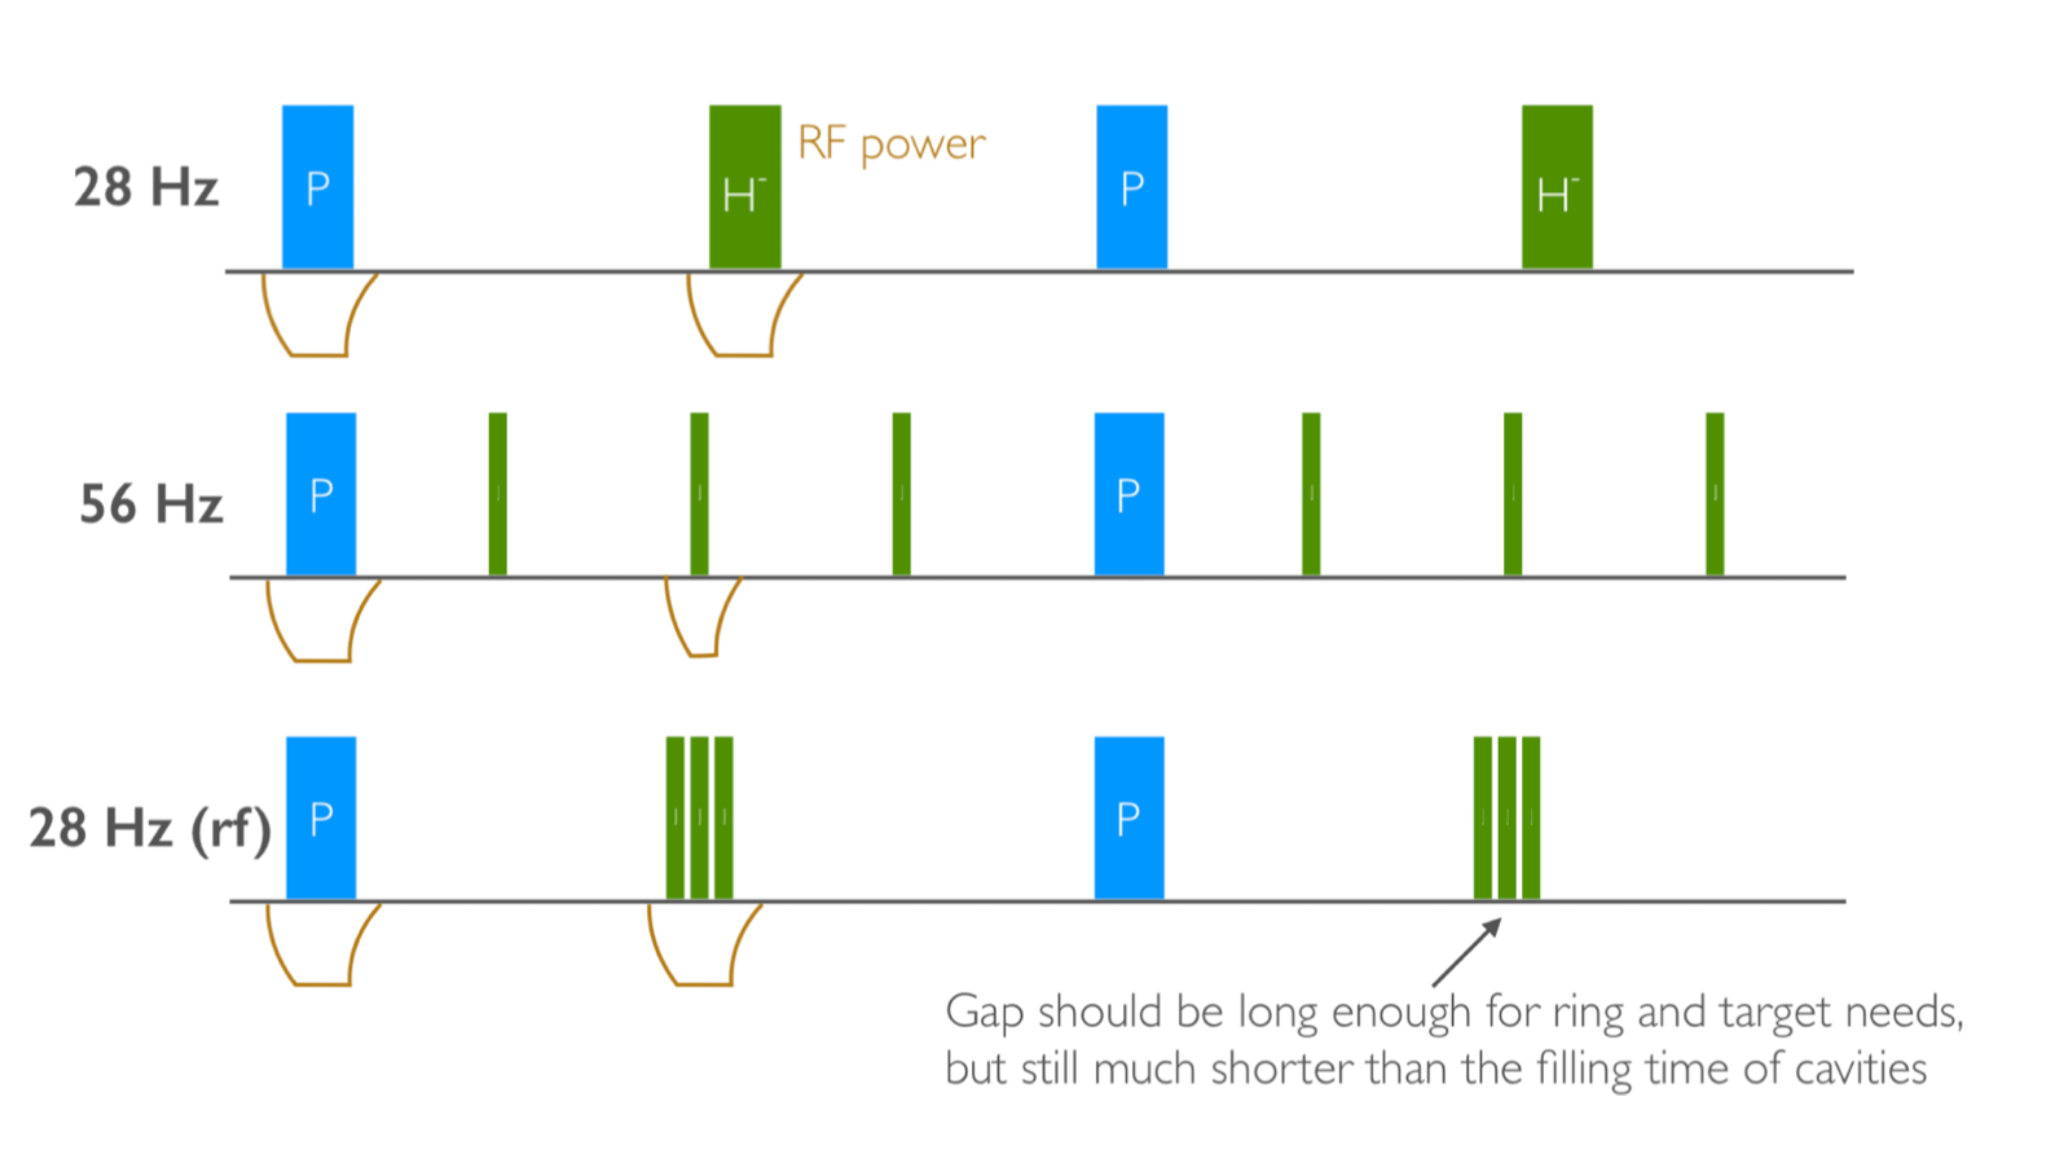 P
H⁻
RF power
P
H⁻
28 Hz
P
P
56 Hz
P
P
28 Hz (rf)
Gap should be long enough for ring and target needs,
but still much shorter than the filling time of cavities